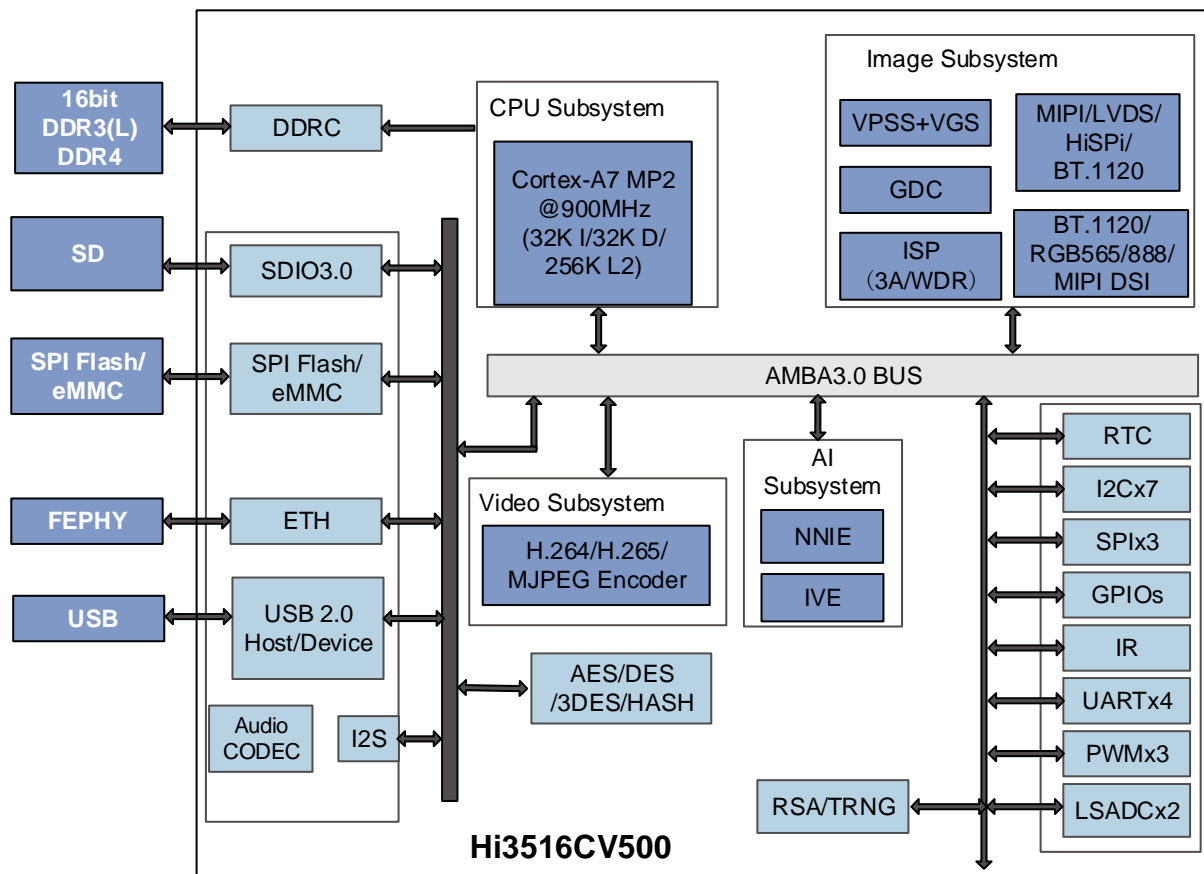 16bit
DDR3(L)
DDR4
DDRC
CPU Subsystem
Cortex-A7 MP2
@900MHz
(32K I/32K D/
256K L2)
Image Subsystem
VPSS+VGS
GDC
ISP
（3A/WDR）
MIPI/LVDS/
HiSPi/
BT.1120
BT.1120/
RGB565/888/
MIPI DSI
SD
SDIO3.0
SPI Flash/
eMMC
SPI Flash/
eMMC
AMBA3.0 BUS
FEPHY
ETH
USB
USB 2.0
Host/Device
Audio
CODEC
I2S
Video Subsystem
H.264/H.265/
MJPEG Encoder
AI
Subsystem
NNIE
IVE
AES/DES
/3DES/HASH
RSA/TRNG
RTC
I2Cx7
SPIx3
GPIOs
IR
UARTx4
PWMx3
LSADCx2
Hi3516CV500